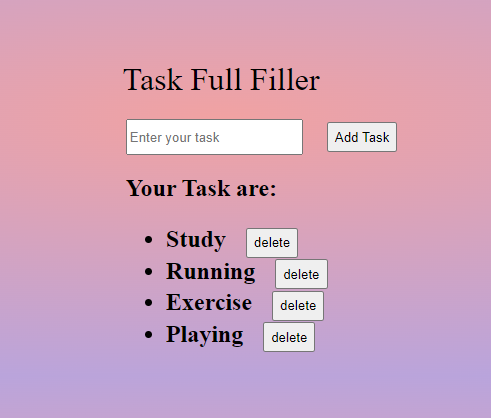 Task Full Filler
Enter your task Add Task
Your Task are:
Study delete
Running delete
Exercise delete
Playing delete